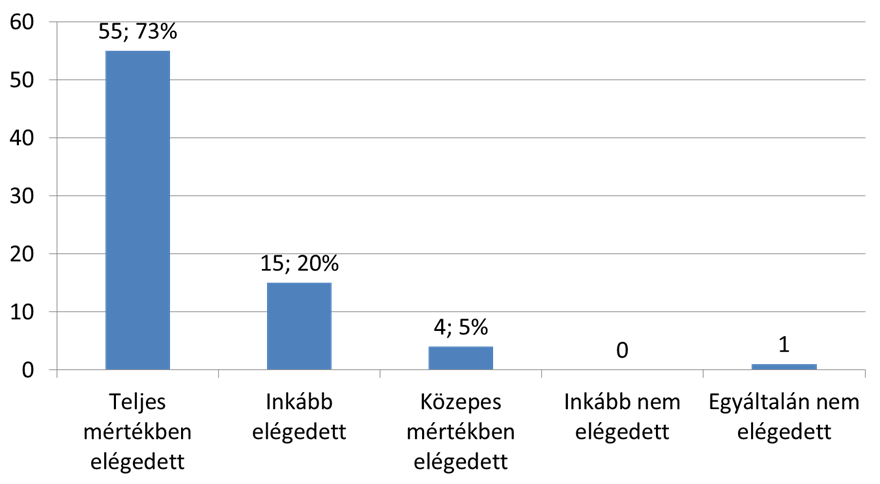 60
50
40
30
20
10
0
55; 73%
15; 20%
4; 5%
0
1
Teljes
mértékben
elégedett
Inkább
elégedett
Közepes
mértékben
elégedett
Inkább nem
elégedett
Egyáltalán nem
elégedett